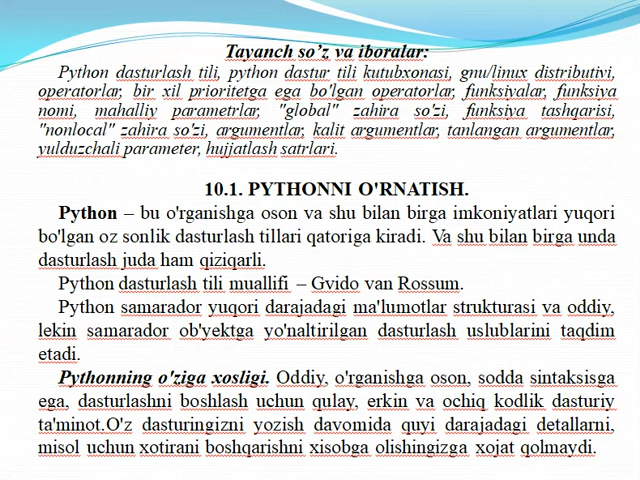 Tayanch so’z va iboralar:
Python dasturlash tili, python dastur tili kutubxonasi, gnu/linux distributivi,
operatorlar, bir xil prioritetga ega bo'lgan operatorlar, funksiyalar, funksiya
nomi, mahalliy parametrlar, "global" zahira so'zi, funksiya tashqarisi,
"nonlocal" zahira so'zi, argumentlar, kalit argumentlar, tanlangan argumentlar,
yulduzchali parameter, hujjatlash satrlari.
10.1. PYTHONNI O'RNATISH.
Python – bu o'rganishga oson va shu bilan birga imkoniyatlari yuqori
bo'lgan oz sonlik dasturlash tillari qatoriga kiradi. Va shu bilan birga unda
dasturlash juda ham qiziqarli.
Python dasturlash tili muallifi – Gvido van Rossum.
Python samarador yuqori darajadagi ma'lumotlar strukturasi va oddiy,
lekin samarador ob'yektga yo'naltirilgan dasturlash uslublarini taqdim
etadi.
Pythonning o'ziga xosligi. Oddiy, o'rganishga oson, sodda sintaksisga
ega, dasturlashni boshlash uchun qulay, erkin va ochiq kodlik dasturiy
ta'minot.O'z dasturingizni yozish davomida quyi darajadagi detallarni,
misol uchun xotirani boshqarishni xisobga olishingizga xojat qolmaydi.